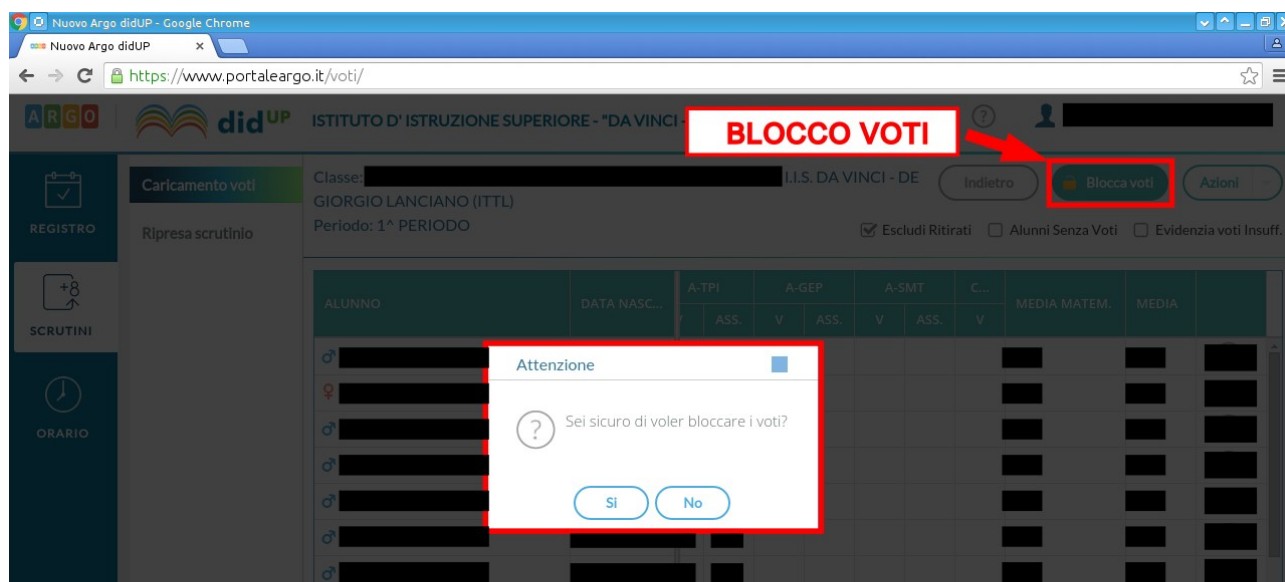 Nuovo Argo didUP - Google Chrome
Nuovo Argo didUP x
https://www.portaleargo.it/voti/
ARGO didUP ISTITUTO D' ISTRUZIONE SUPERIORE - "DA VINCI -
BLOCCO VOTI
Classe: I.I.S. DA VINCI - DE
GIORGIO LANCIANO (ITTL)
Periodo: 1^ PERIODO
Indietro Blocca voti Azioni
Escludi Ritirati Alunni Senza Voti Evidenzia voti Insuff.
REGISTRO
Caricamento voti
Ripresa scrutinio
+8
SCRUTINI
ORARIO
ALUNNO DATA NASC... A-TPI A-GEP A-SMT C... MEDIA MATEM. MEDIA
ASS. V ASS. V ASS. V
Attenzione
? Sei sicuro di voler bloccare i voti?
Si No